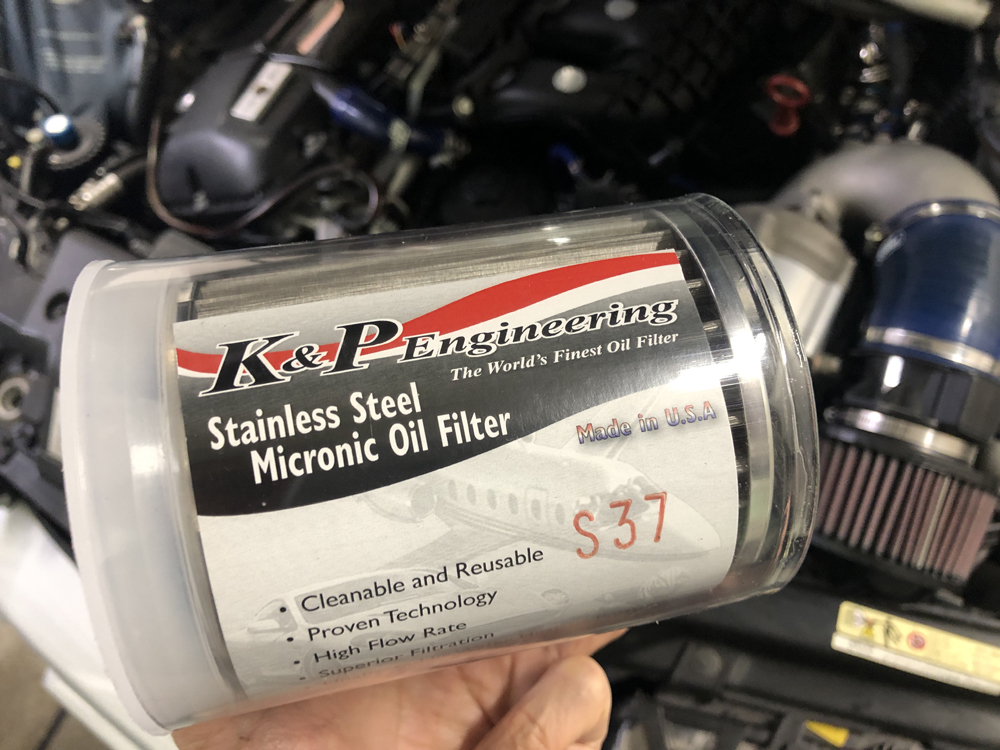 K&P Engineering
The World's Finest Oil Filter
Stainless Steel
Micronic Oil Filter
Made in U.S.A
S37
• Cleanable and Reusable
• Proven Technology
• High Flow Rate
• Superior Filtration